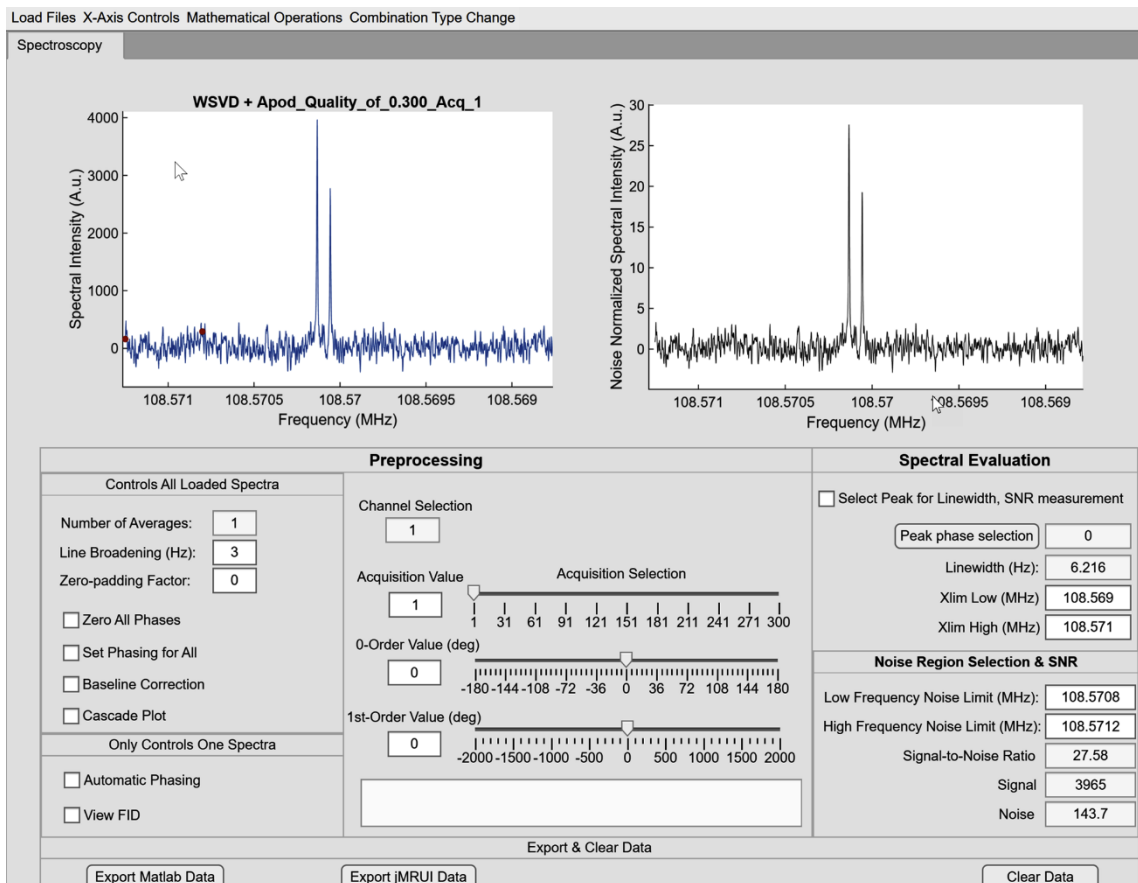 Load Files X-Axis Controls Mathematical Operations Combination Type Change
Spectroscopy
WSVD + Apod_Quality_of_0.300_Acq_1
Spectral Intensity (A.u.)
4000
3000
2000
1000
0
108.571 108.5705 108.57 108.5695 108.569
Frequency (MHz)
Noise Normalized Spectral Intensity (A.u.)
30
25
20
15
10
5
0
108.571 108.5705 108.57 108.5695 108.569
Frequency (MHz)
Preprocessing
Controls All Loaded Spectra
Number of Averages: 1
Line Broadening (Hz): 3
Zero-padding Factor: 0
Zero All Phases
Set Phasing for All
Baseline Correction
Cascade Plot
Only Controls One Spectra
Automatic Phasing
View FID
Channel Selection
1
Acquisition Value Acquisition Selection
1
1 31 61 91 121 151 181 211 241 271 300
0-Order Value (deg)
0
-180 -144 -108 -72 -36 0 36 72 108 144 180
1st-Order Value (deg)
0
-2000 -1500 -1000 -500 0 500 1000 1500 2000
Spectral Evaluation
Select Peak for Linewidth, SNR measurement
Peak phase selection 0
Linewidth (Hz): 6.216
Xlim Low (MHz) 108.569
Xlim High (MHz) 108.571
Noise Region Selection & SNR
Low Frequency Noise Limit (MHz): 108.5708
High Frequency Noise Limit (MHz): 108.5712
Signal-to-Noise Ratio 27.58
Signal 3965
Noise 143.7
Export & Clear Data
Export Matlab Data Export jMRUI Data Clear Data